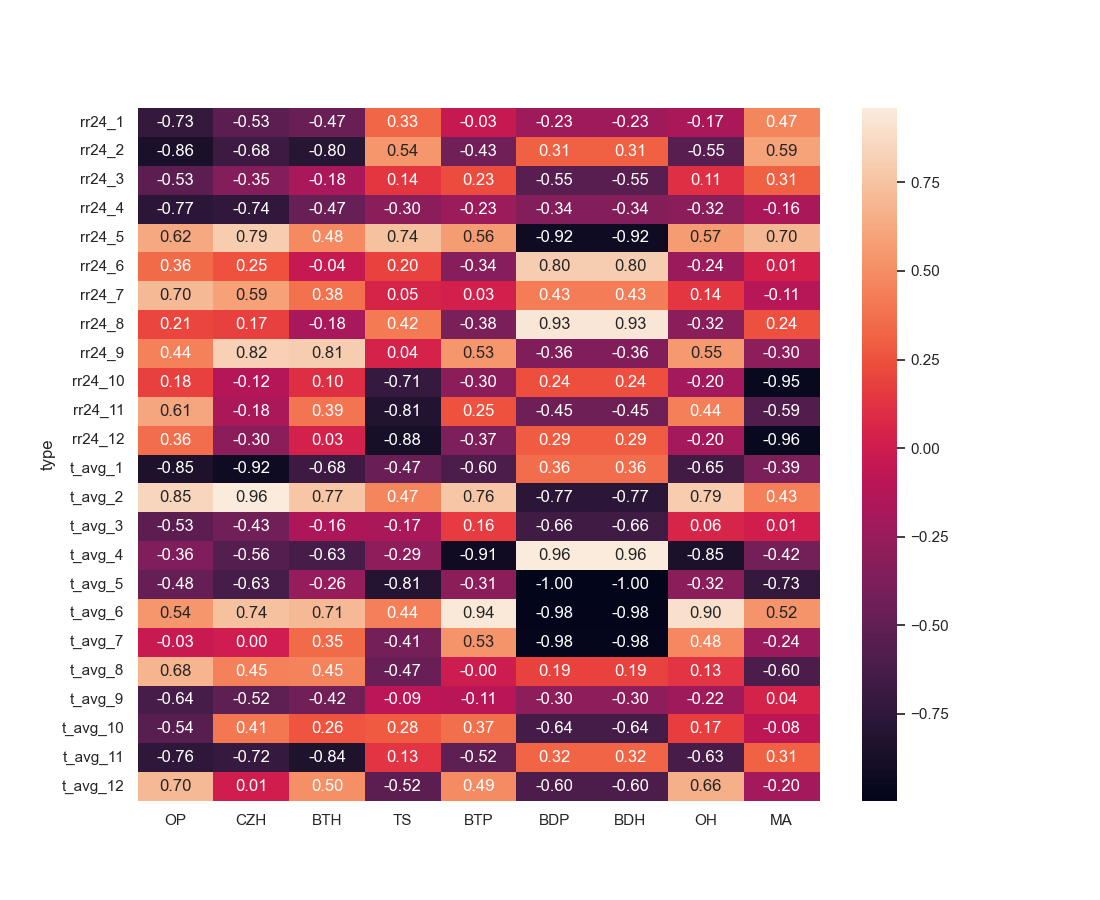 rr24_1 -0.73 -0.53 -0.47 0.33 -0.03 -0.23 -0.23 -0.17 0.47
rr24_2 -0.86 -0.68 -0.80 0.54 -0.43 0.31 0.31 -0.55 0.59
rr24_3 -0.53 -0.35 -0.18 0.14 0.23 -0.55 -0.55 0.11 0.31
rr24_4 -0.77 -0.74 -0.47 -0.30 -0.23 -0.34 -0.34 -0.32 -0.16
rr24_5 0.62 0.79 0.48 0.74 0.56 -0.92 -0.92 0.57 0.70
rr24_6 0.36 0.25 -0.04 0.20 -0.34 0.80 0.80 -0.24 0.01
rr24_7 0.70 0.59 0.38 0.05 0.03 0.43 0.43 0.14 -0.11
rr24_8 0.21 0.17 -0.18 0.42 -0.38 0.93 0.93 -0.32 0.24
rr24_9 0.44 0.82 0.81 0.04 0.53 -0.36 -0.36 0.55 -0.30
rr24_10 0.18 -0.12 0.10 -0.71 -0.30 0.24 0.24 -0.20 -0.95
rr24_11 0.61 -0.18 0.39 -0.81 0.25 -0.45 -0.45 0.44 -0.59
rr24_12 0.36 -0.30 0.03 -0.88 -0.37 0.29 0.29 -0.20 -0.96
t_avg_1 -0.85 -0.92 -0.68 -0.47 -0.60 0.36 0.36 -0.65 -0.39
t_avg_2 0.85 0.96 0.77 0.47 0.76 -0.77 -0.77 0.79 0.43
t_avg_3 -0.53 -0.43 -0.16 -0.17 0.16 -0.66 -0.66 0.06 0.01
t_avg_4 -0.36 -0.56 -0.63 -0.29 -0.91 0.96 0.96 -0.85 -0.42
t_avg_5 -0.48 -0.63 -0.26 -0.81 -0.31 -1.00 -1.00 -0.32 -0.73
t_avg_6 0.54 0.74 0.71 0.44 0.94 -0.98 -0.98 0.90 0.52
t_avg_7 -0.03 0.00 0.35 -0.41 0.53 -0.98 -0.98 0.48 -0.24
t_avg_8 0.68 0.45 0.45 -0.47 -0.00 0.19 0.19 0.13 -0.60
t_avg_9 -0.64 -0.52 -0.42 -0.09 -0.11 -0.30 -0.30 -0.22 0.04
t_avg_10 -0.54 0.41 0.26 0.28 0.37 -0.64 -0.64 0.17 -0.08
t_avg_11 -0.76 -0.72 -0.84 0.13 -0.52 0.32 0.32 -0.63 0.31
t_avg_12 0.70 0.01 0.50 -0.52 0.49 -0.60 -0.60 0.66 -0.20
OP CZH BTH TS BTP BDP BDH OH MA
type
0.75
0.50
0.25
0.00
−0.25
−0.50
−0.75